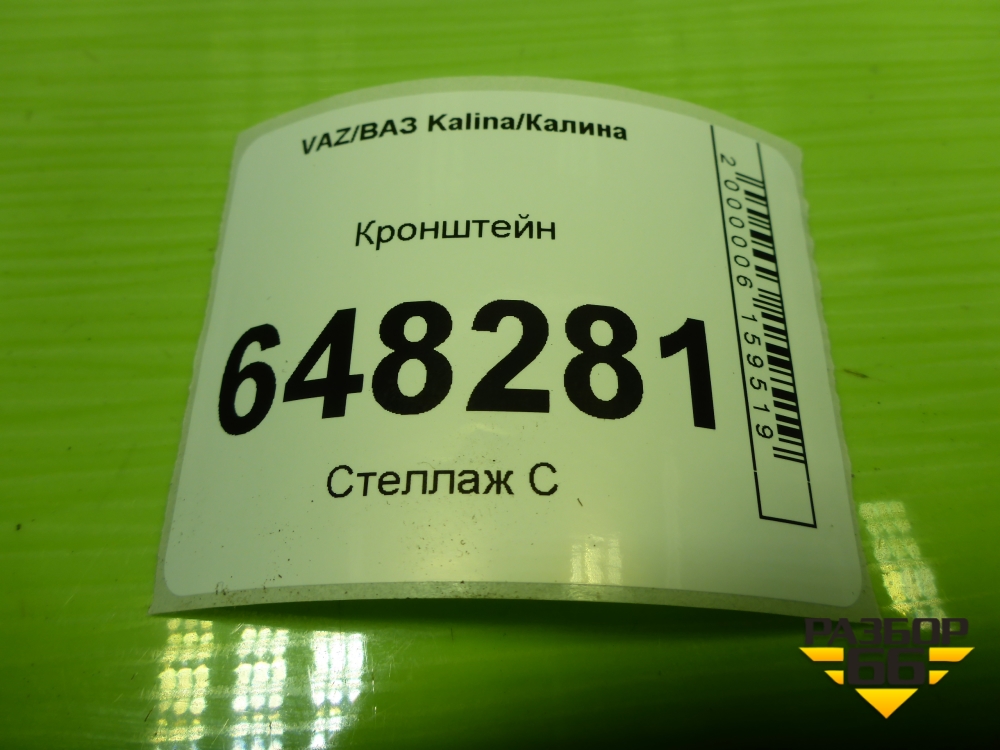 VAZ/ВАЗ Kalina/Калина
Кронштейн
648281
Стеллаж С
2000006159519
РАЗБОР
66